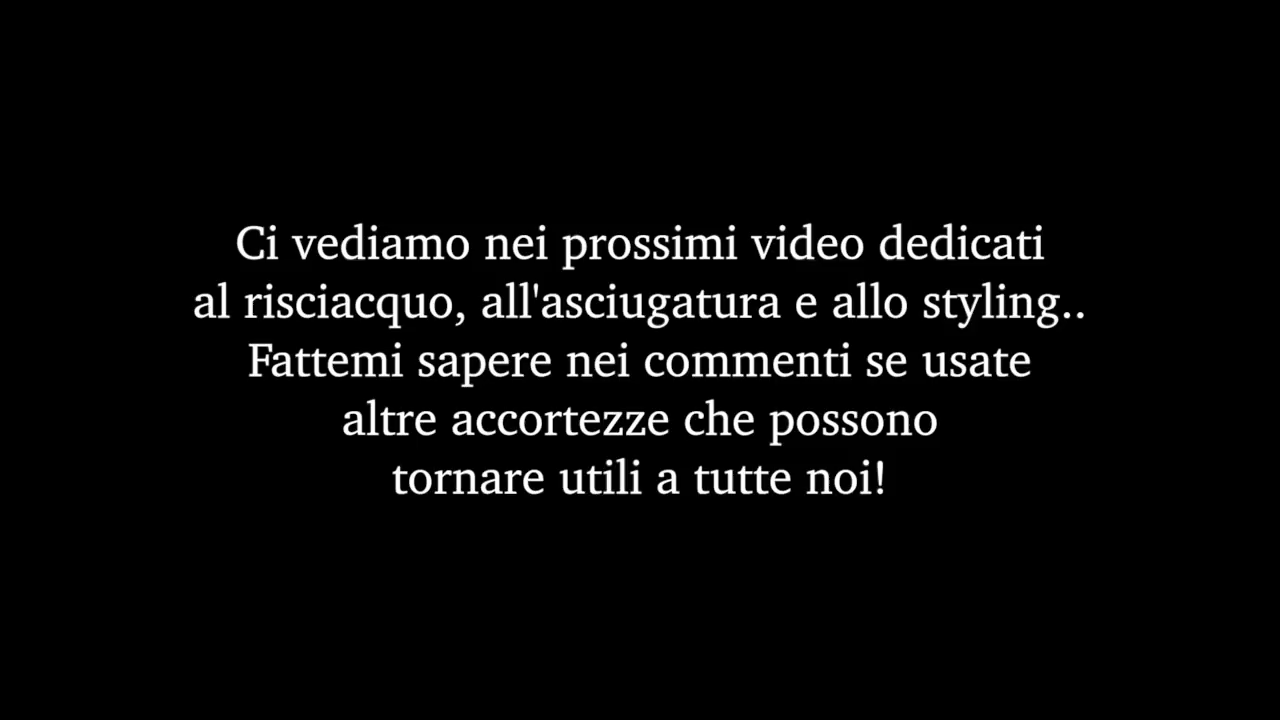 Ci vediamo nei prossimi video dedicati
al risciacquo, all'asciugatura e allo styling..
Fattemi sapere nei commenti se usate
altre accortezze che possono
tornare utili a tutte noi!